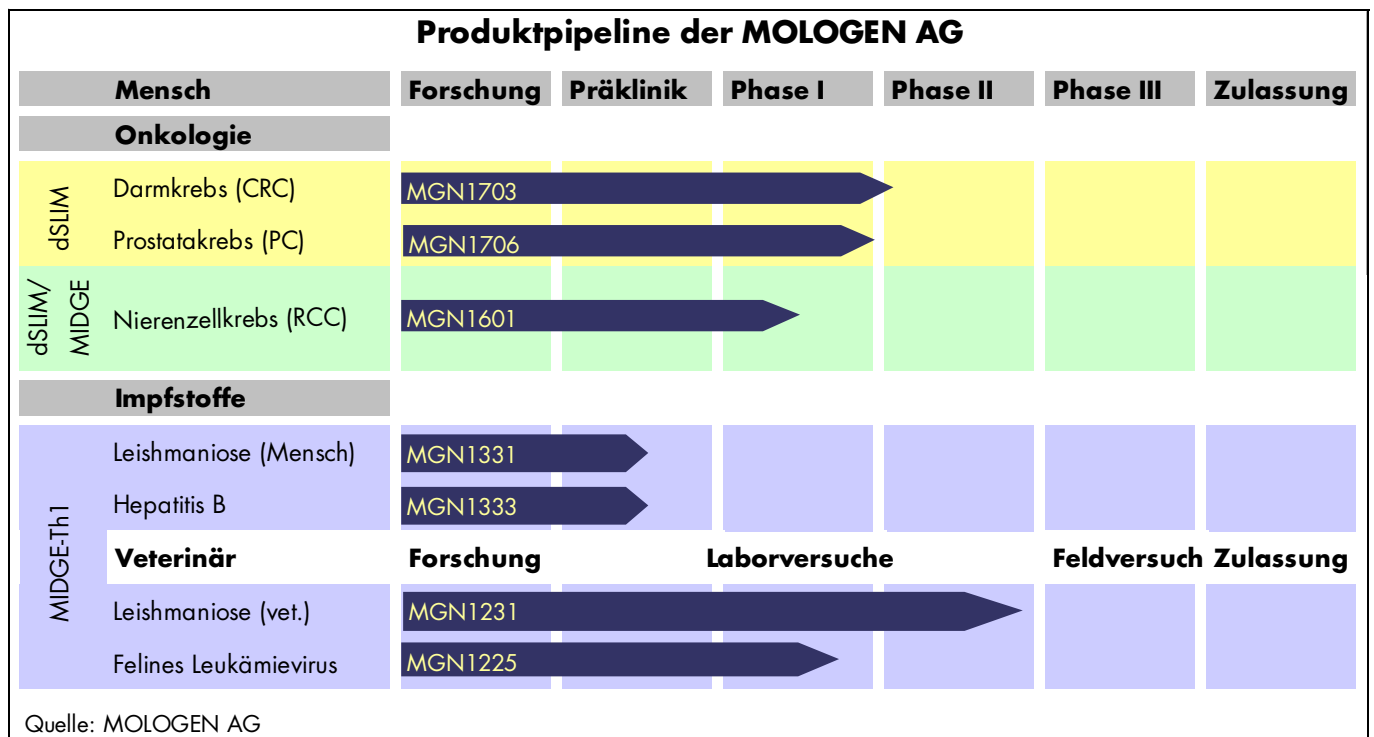 Produktpipeline der MOLOGEN AG
Mensch Forschung Präklinik Phase I Phase II Phase III Zulassung
Onkologie
dSLIM
Darmkrebs (CRC) MGN1703
Prostatakrebs (PC) MGN1706
dSLIM/
MIDGE
Nierenzellkrebs (RCC) MGN1601
Impfstoffe
MIDGE-Th1
Leishmaniose (Mensch) MGN1331
Hepatitis B MGN1333
Veterinär Forschung Laborversuche Feldversuch Zulassung
Leishmaniose (vet.) MGN1231
Felines Leukämievirus MGN1225
Quelle: MOLOGEN AG